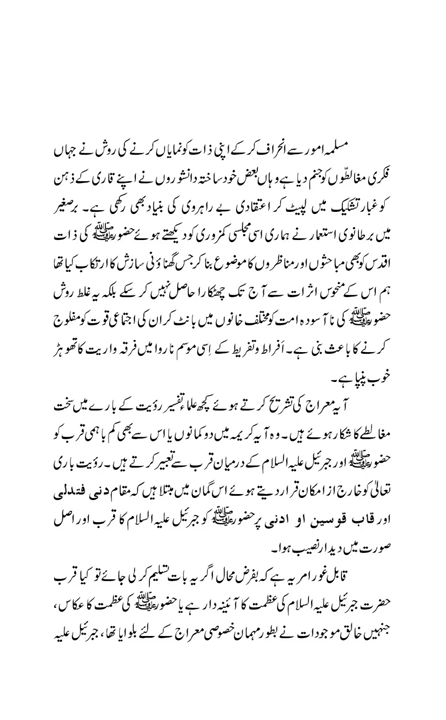 مسلمہ امور سے انحراف کر کے اپنی ذات کو نمایاں کرنے کی روش نے جہاں
فکری مغالطّوں کو جنم دیا ہے وہاں بعض خود ساختہ دانشوروں نے اپنے قاری کے ذہن
کو غبارِ تشکیک میں لپیٹ کر اعتقادی بے راہروی کی بنیاد بھی رکھی ہے۔ برصغیر
میں برطانوی استعمار نے ہماری اسی مجلسی کمزوری کو دیکھتے ہوئے حضور ﷺ کی ذات
اقدس کو بھی مباحثوں اور مناظروں کا موضوع بنا کر جس گھناؤنی سازش کا ارتکاب کیا تھا
ہم اس کے منحوس اثرات سے آج تک چھٹکارا حاصل نہیں کر سکے بلکہ یہ غلط روش
حضور ﷺ کی نا آسودہ امت کو مختلف خانوں میں بانٹ کر ان کی اجتماعی قوت کو مفلوج
کرنے کا باعث بنی ہے۔ اَفراط و تفریط کے اِسی موسم ناروا میں فرقہ واریت کا تھوہڑ
خوب پنپا ہے۔
آیہ معراج کی تشریح کرتے ہوئے کچھ علماءِ تفسیر رؤیت کے بارے میں سخت
مغالطے کا شکار ہوئے ہیں۔ وہ آیہ کریمہ میں دو کمانوں یا اس سے بھی کم باہمی قرب کو
حضور ﷺ اور جبرئیل علیہ السلام کے درمیان قرب سے تعبیر کرتے ہیں۔ رؤیت باری
تعالیٰ کو خارج از امکان قرار دیتے ہوئے اس گمان میں مبتلا ہیں کہ مقام دنی فتدلی
اور قاب قوسین او ادنی پر حضور ﷺ کو جبرئیل علیہ السلام کا قرب اور اصل
صورت میں دیدار نصیب ہوا۔
قابل غور امر یہ ہے کہ بفرض محال اگر یہ بات تسلیم کر لی جائے تو کیا قرب
حضرت جبرئیل علیہ السلام کی عظمت کا آئینہ دار ہے یا حضور ﷺ کی عظمت کا عکاس،
جنہیں خالق موجودات نے بطور مہمان خصوصی معراج کے لئے بلوایا تھا، جبرئیل علیہ